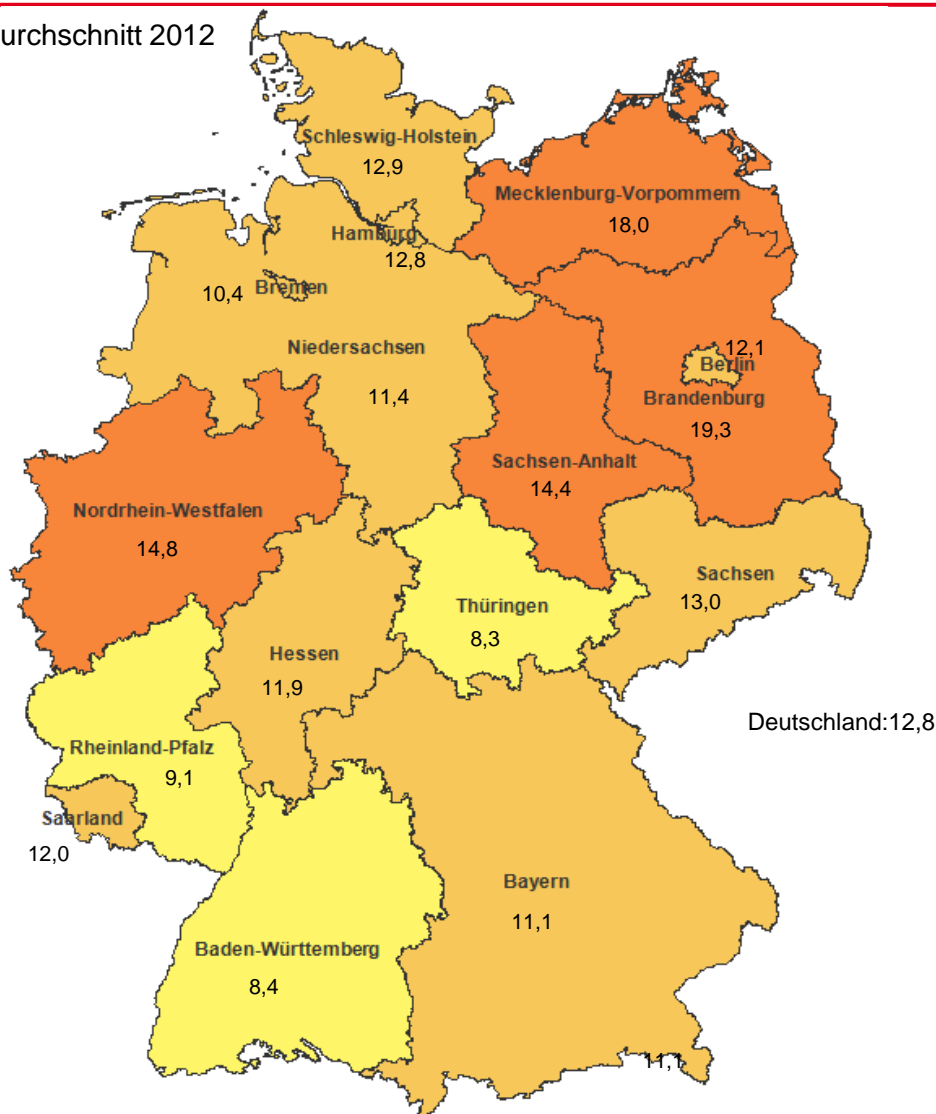 urchschnitt 2012
Schleswig-Holstein
12,9
Mecklenburg-Vorpommern
18,0
Hamburg
12,8
10,4
Bremen
Niedersachsen
11,4
12,1
Berlin
Brandenburg
19,3
Sachsen-Anhalt
14,4
Nordrhein-Westfalen
14,8
Sachsen
13,0
Thüringen
8,3
Hessen
11,9
Deutschland:12,8
Rheinland-Pfalz
9,1
Saarland
12,0
Bayern
11,1
Baden-Württemberg
8,4
11,1